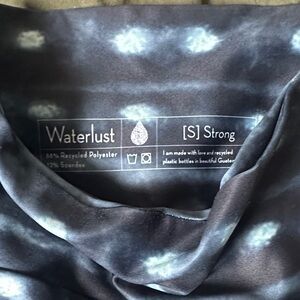 Waterlust
[S] Strong
88% Recycled Polyester
12% Spandex
I am made with love and recycled
plastic bottles in beautiful